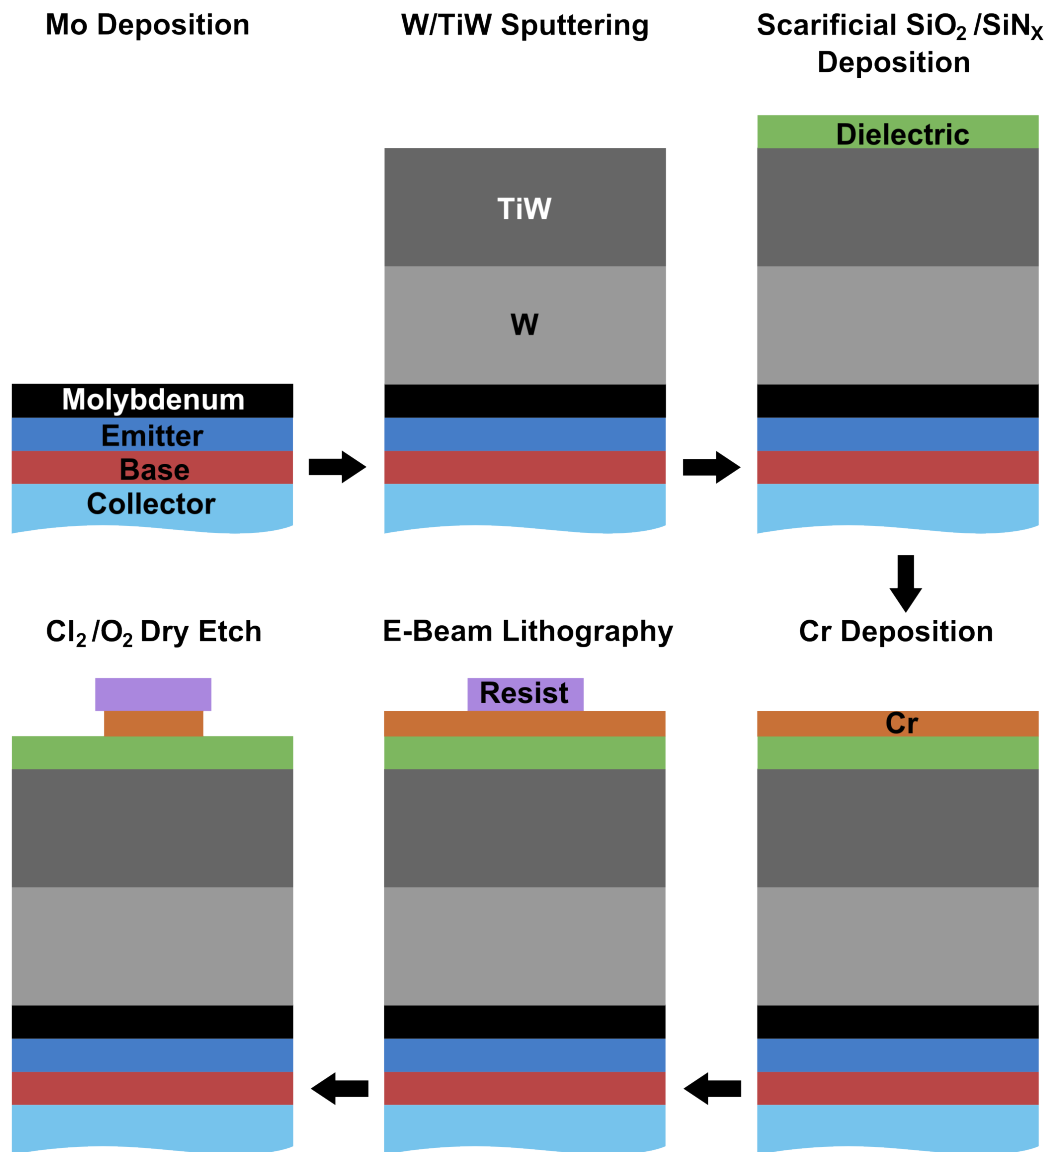 Mo Deposition
W/TiW Sputtering
Scarificial SiO₂/SiNₓ
Deposition
Molybdenum
Emitter
Base
Collector
TiW
W
Dielectric
Cl₂/O₂ Dry Etch
E-Beam Lithography
Cr Deposition
Resist
Cr